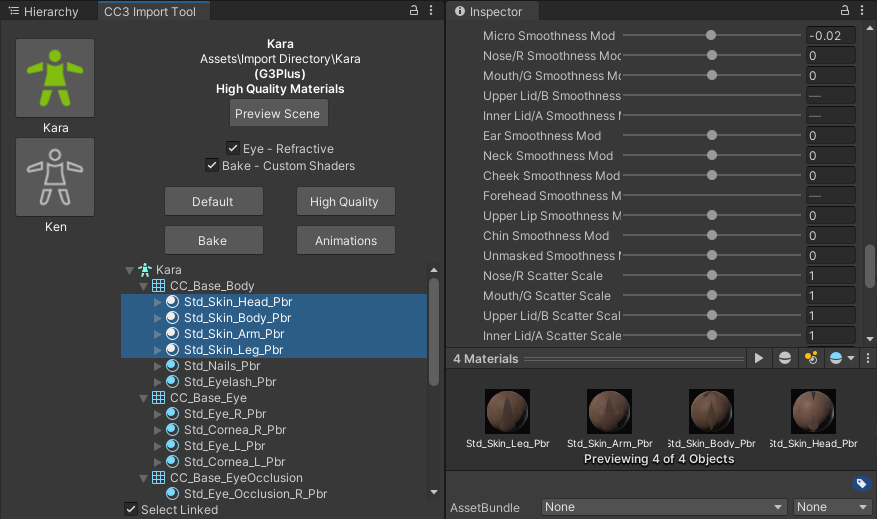 Hierarchy
CC3 Import Tool
Kara
Ken
Kara
Assets\Import Directory\Kara
(G3Plus)
High Quality Materials
Preview Scene
Eye - Refractive
Bake - Custom Shaders
Default
High Quality
Bake
Animations
Kara
CC_Base_Body
Std_Skin_Head_Pbr
Std_Skin_Body_Pbr
Std_Skin_Arm_Pbr
Std_Skin_Leg_Pbr
Std_Nails_Pbr
Std_Eyelash_Pbr
CC_Base_Eye
Std_Eye_R_Pbr
Std_Cornea_R_Pbr
Std_Eye_L_Pbr
Std_Cornea_L_Pbr
CC_Base_EyeOcclusion
Std_Eye_Occlusion_R_Pbr
Select Linked
Inspector
Micro Smoothness Mod -0.02
Nose/R Smoothness Mod 0
Mouth/G Smoothness Mo 0
Upper Lid/B Smoothness —
Inner Lid/A Smoothness M —
Ear Smoothness Mod 0
Neck Smoothness Mod 0
Cheek Smoothness Mod 0
Forehead Smoothness M —
Upper Lip Smoothness M 0
Chin Smoothness Mod 0
Unmasked Smoothness M 0
Nose/R Scatter Scale 1
Mouth/G Scatter Scale 1
Upper Lid/B Scatter Scal 1
Inner Lid/A Scatter Scale 1
4 Materials
Std_Skin_Leg_Pbr Std_Skin_Arm_Pbr Std_Skin_Body_Pbr Std_Skin_Head_Pbr
Previewing 4 of 4 Objects
AssetBundle None None